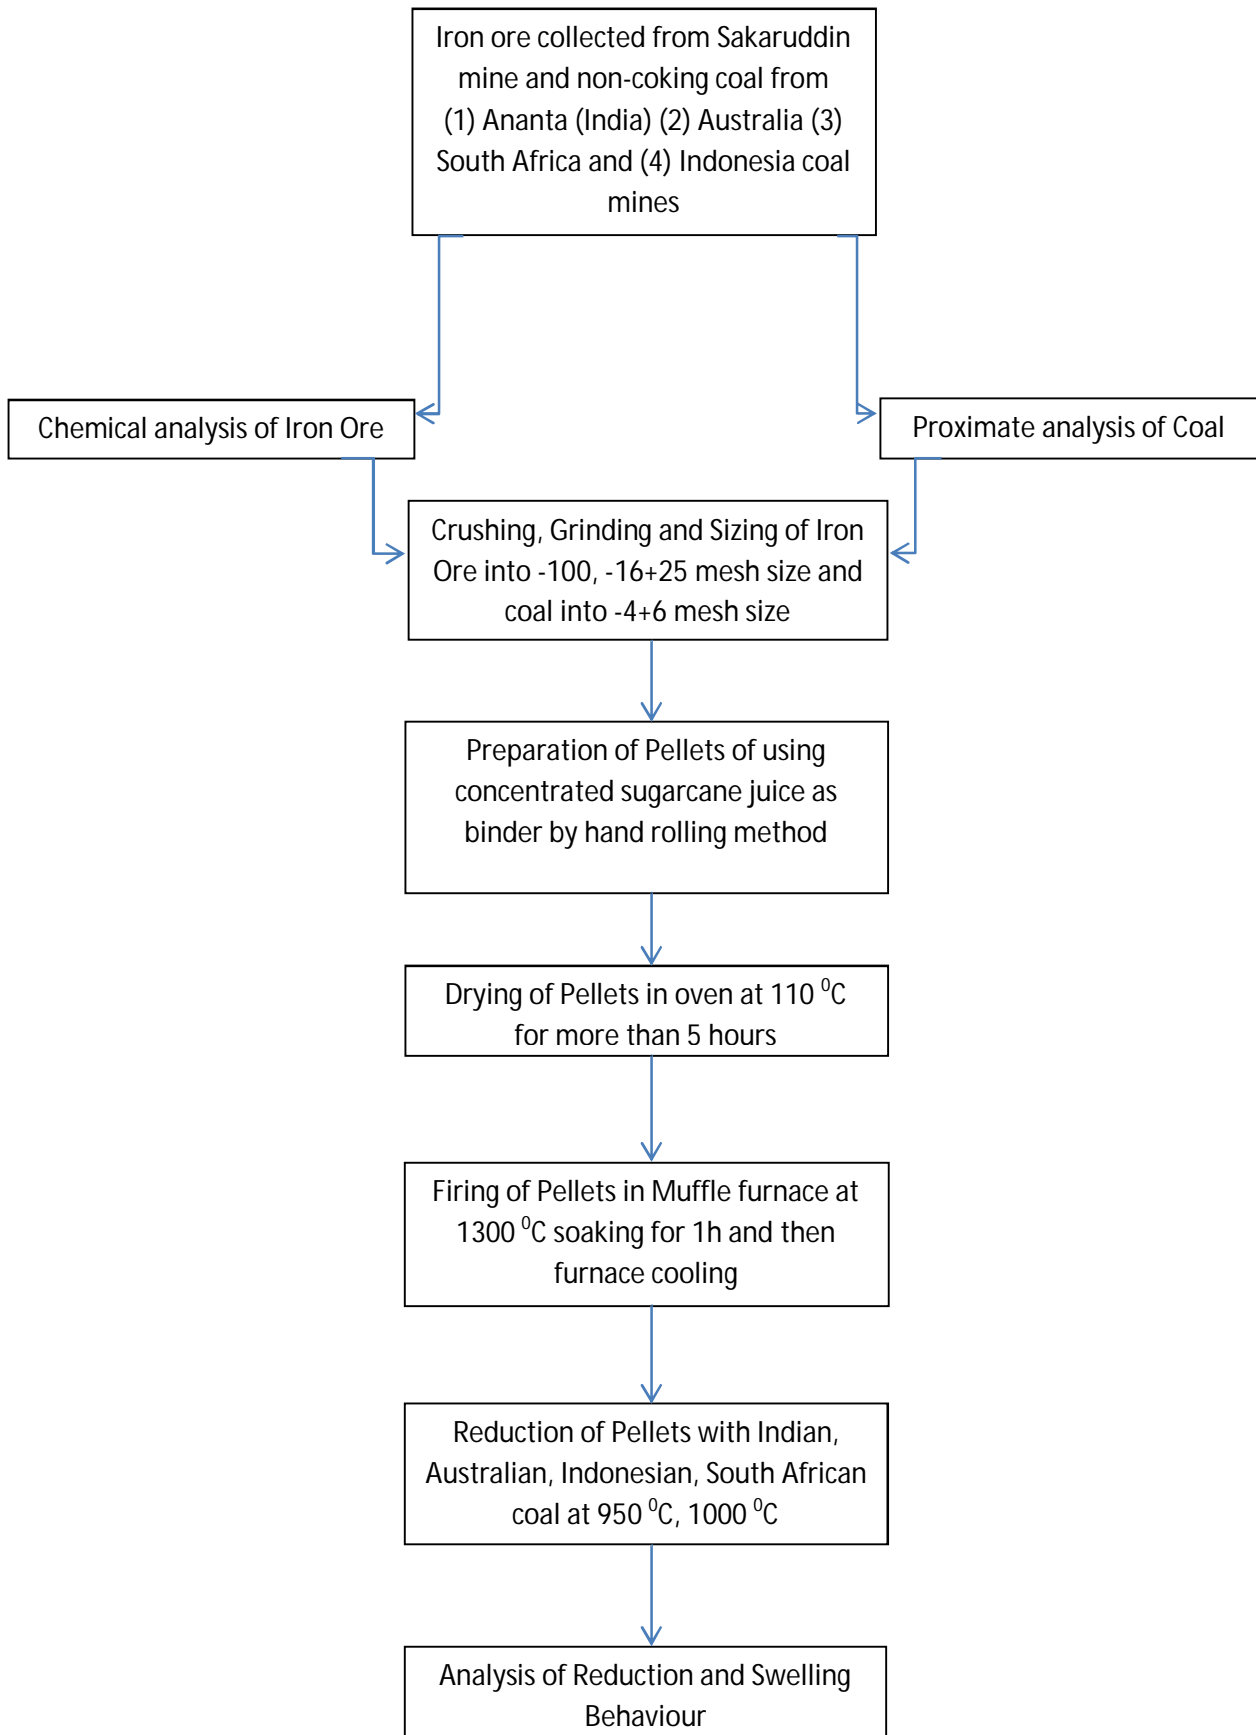 Iron ore collected from Sakaruddin
mine and non-coking coal from
(1) Ananta (India) (2) Australia (3)
South Africa and (4) Indonesia coal
mines
Chemical analysis of Iron Ore
Proximate analysis of Coal
Crushing, Grinding and Sizing of Iron
Ore into -100, -16+25 mesh size and
coal into -4+6 mesh size
Preparation of Pellets of using
concentrated sugarcane juice as
binder by hand rolling method
Drying of Pellets in oven at 110 ⁰C
for more than 5 hours
Firing of Pellets in Muffle furnace at
1300 ⁰C soaking for 1h and then
furnace cooling
Reduction of Pellets with Indian,
Australian, Indonesian, South African
coal at 950 ⁰C, 1000 ⁰C
Analysis of Reduction and Swelling
Behaviour